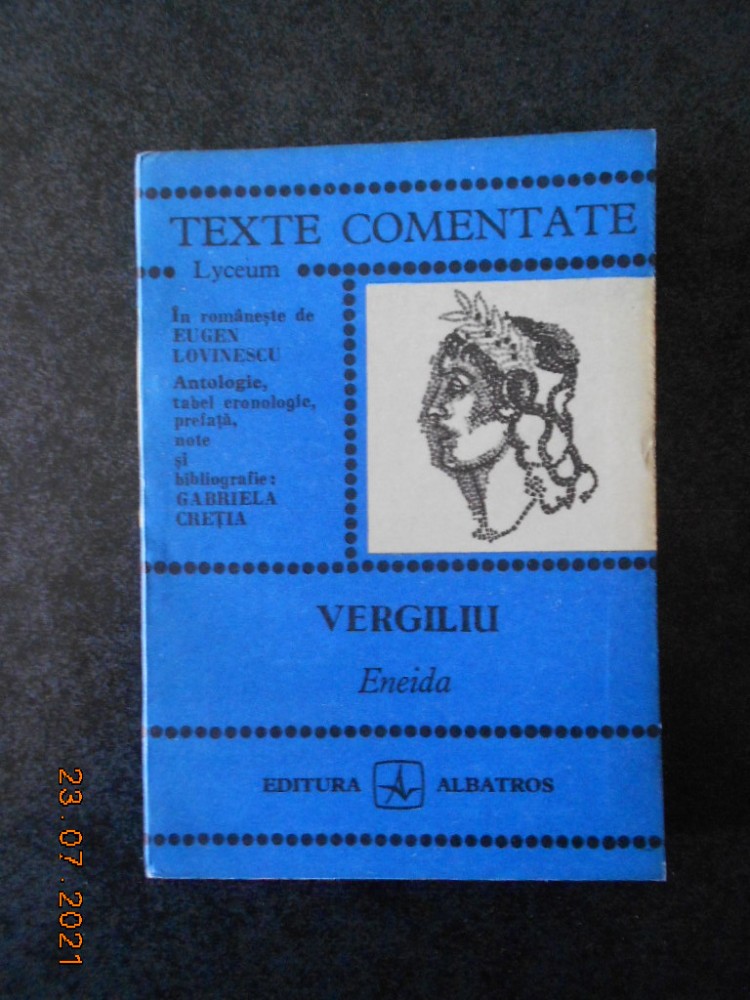 TEXTE COMENTATE
Lyceum
În românește de
EUGEN
LOVINESCU
Antologie,
tabel cronologic,
prefață,
note
și
bibliografie:
GABRIELA
CREȚIA
VERGILIU
Eneida
EDITURA ALBATROS
23.07.2021